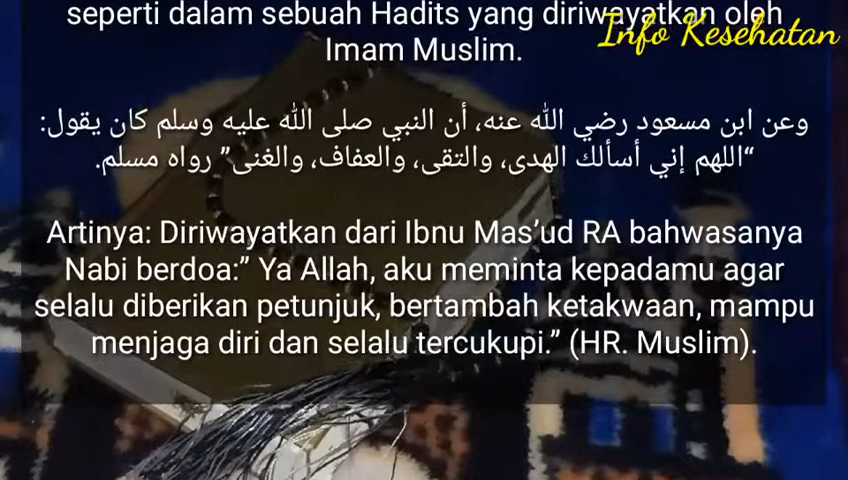 seperti dalam sebuah Hadits yang diriwayatkan oleh
Info Kesehatan
Imam Muslim.
وعن ابن مسعود رضي الله عنه، أن النبي صلى الله عليه وسلم كان يقول:
“اللهم إني أسألك الهدى، والتقى، والعفاف، والغنى” رواه مسلم.
Artinya: Diriwayatkan dari Ibnu Mas’ud RA bahwasanya
Nabi berdoa:” Ya Allah, aku meminta kepadamu agar
selalu diberikan petunjuk, bertambah ketakwaan, mampu
menjaga diri dan selalu tercukupi.” (HR. Muslim).